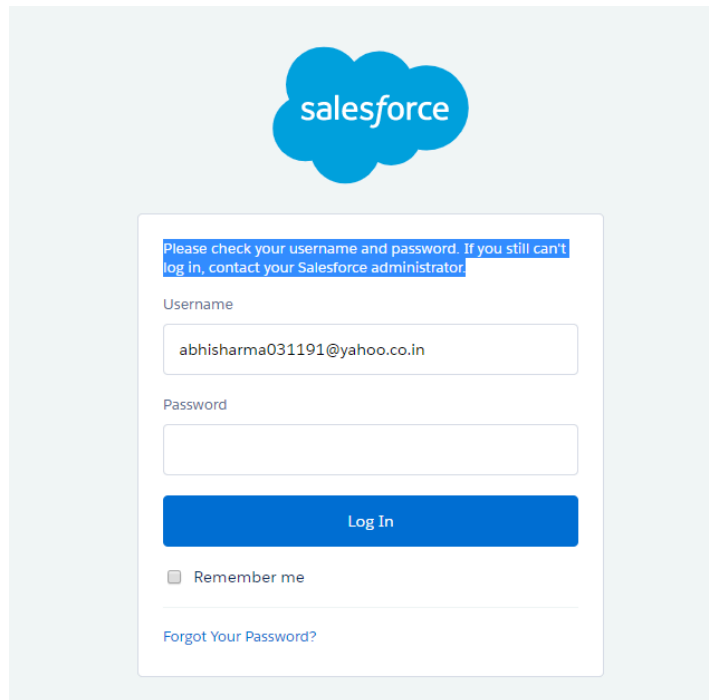 salesforce
Please check your username and password. If you still can't
log in, contact your Salesforce administrator.
Username
abhisharma031191@yahoo.co.in
Password
Log In
Remember me
Forgot Your Password?